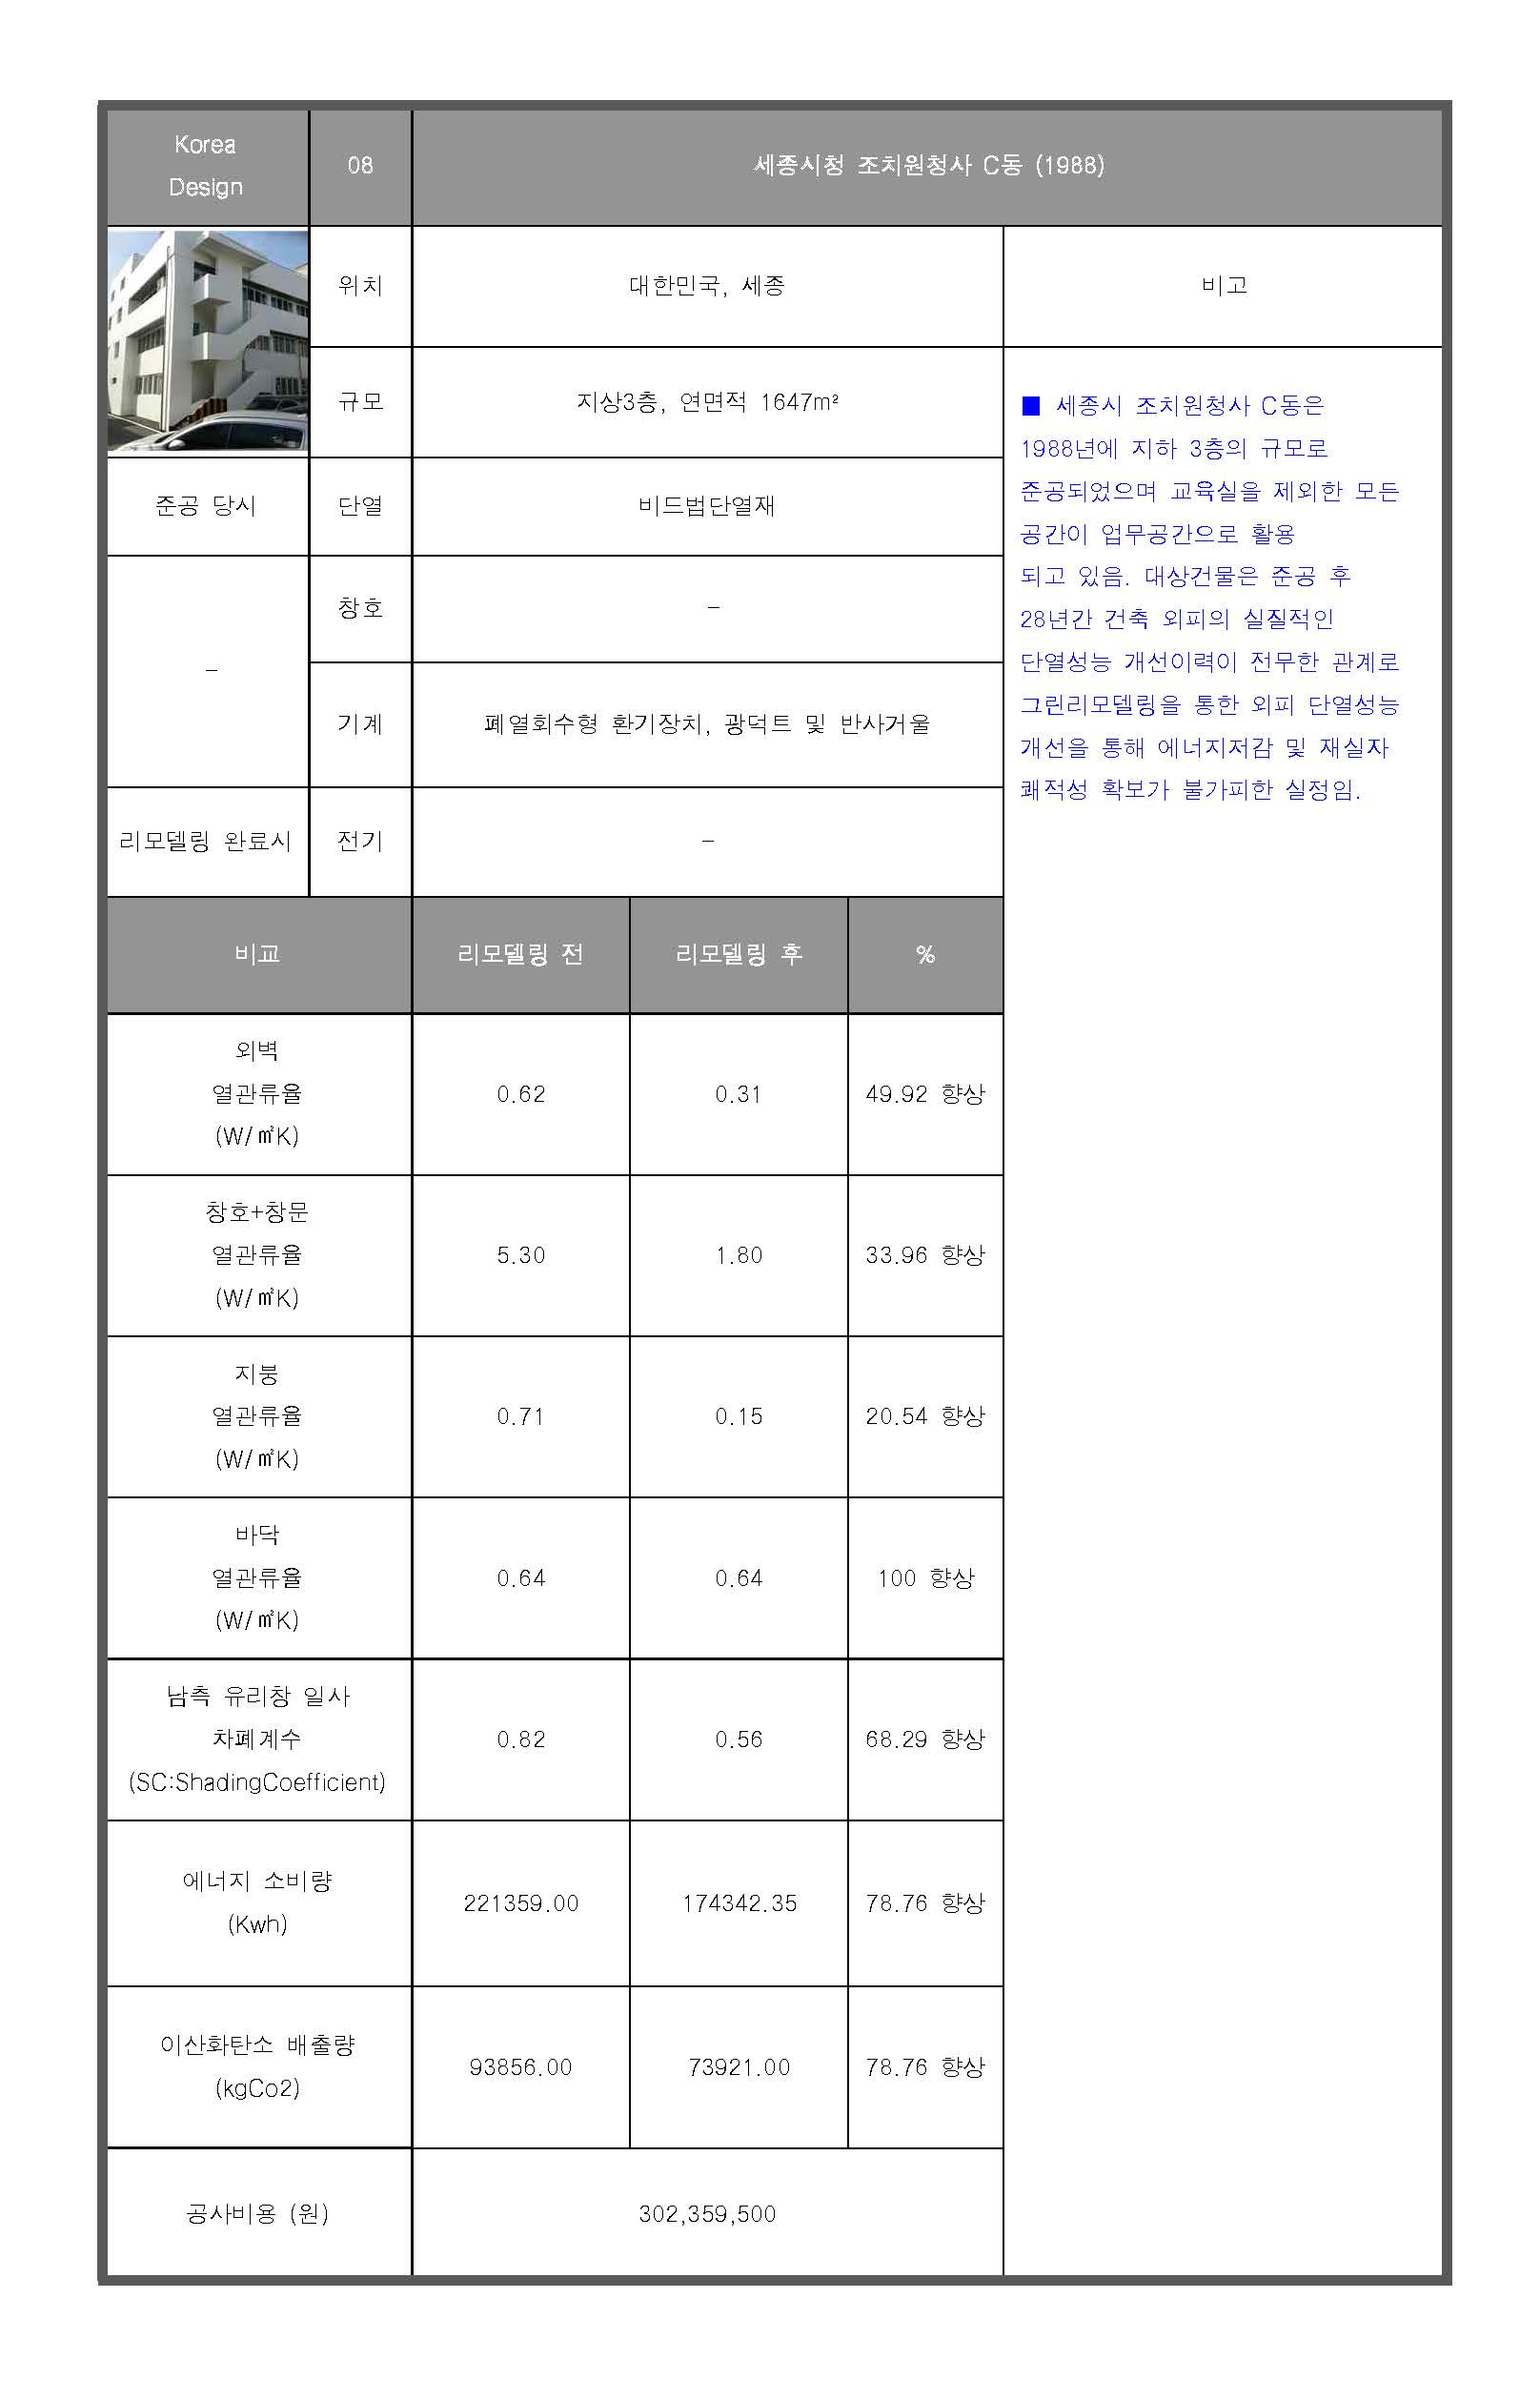 Korea
Design
08
세종시청 조치원청사 C동 (1988)
위치
대한민국, 세종
비고
규모
지상3층, 연면적 1647m²
■ 세종시 조치원청사 C동은
1988년에 지하 3층의 규모로
준공되었으며 교육실을 제외한 모든
공간이 업무공간으로 활용
되고 있음. 대상건물은 준공 후
28년간 건축 외피의 실질적인
단열성능 개선이력이 전무한 관계로
그린리모델링을 통한 외피 단열성능
개선을 통해 에너지저감 및 재실자
쾌적성 확보가 불가피한 실정임.
준공 당시
단열
비드법단열재
-
창호
-
기계
폐열회수형 환기장치, 광덕트 및 반사거울
리모델링 완료시
전기
-
비교
리모델링 전
리모델링 후
%
외벽
열관류율
(W/㎡K)
0.62
0.31
49.92 향상
창호+창문
열관류율
(W/㎡K)
5.30
1.80
33.96 향상
지붕
열관류율
(W/㎡K)
0.71
0.15
20.54 향상
바닥
열관류율
(W/㎡K)
0.64
0.64
100 향상
남측 유리창 일사
차폐계수
(SC:ShadingCoefficient)
0.82
0.56
68.29 향상
에너지 소비량
(Kwh)
221359.00
174342.35
78.76 향상
이산화탄소 배출량
(kgCo2)
93856.00
73921.00
78.76 향상
공사비용 (원)
302,359,500